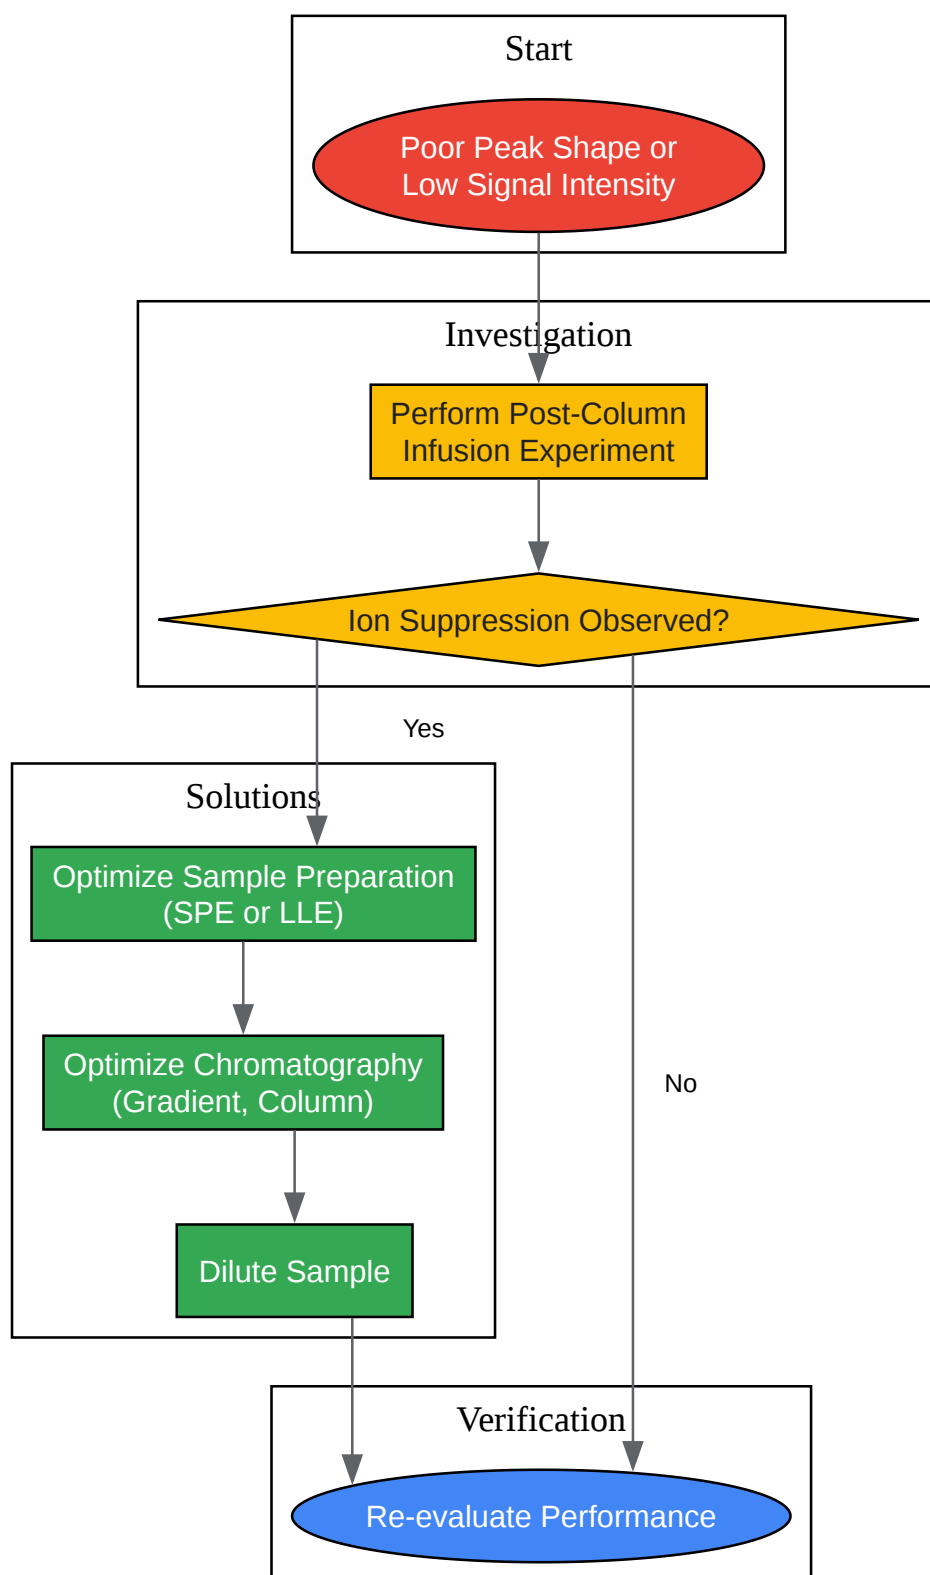 Start
Poor Peak Shape or
Low Signal Intensity
Investigation
Perform Post-Column
Infusion Experiment
Ion Suppression Observed?
Yes
Solutions
Optimize Sample Preparation
(SPE or LLE)
Optimize Chromatography
(Gradient, Column)
No
Dilute Sample
Verification
Re-evaluate Performance